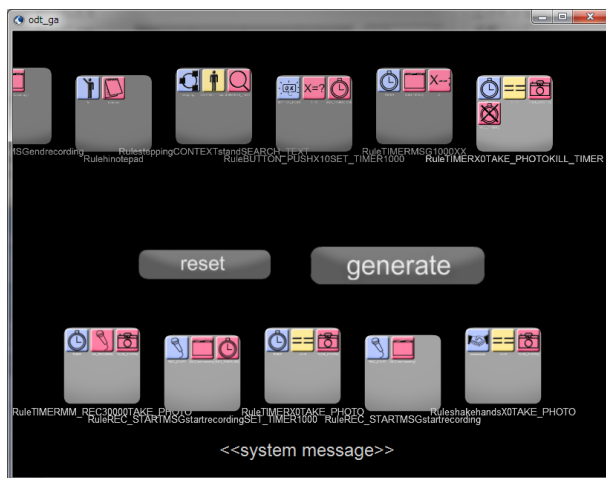 odt_ga
X=?
X--
MSGendrecording
Rulehinotepad
RulesteppingCONTEXTstandSEARCH_TEXT
RuleBUTTON_PUSHX10SET_TIMER1000
RuleTIMERMSG1000XX
RuleTIMERX0TAKE_PHOTOKILL_TIMER
reset
generate
RuleTIMERMM_REC30000TAKE_PHOTO
RuleREC_STARTMSGstartrecordingSET_TIMER1000
RuleTIMERX0TAKE_PHOTO
RuleREC_STARTMSGstartrecording
RuleshakehandsX0TAKE_PHOTO
<<system message>>